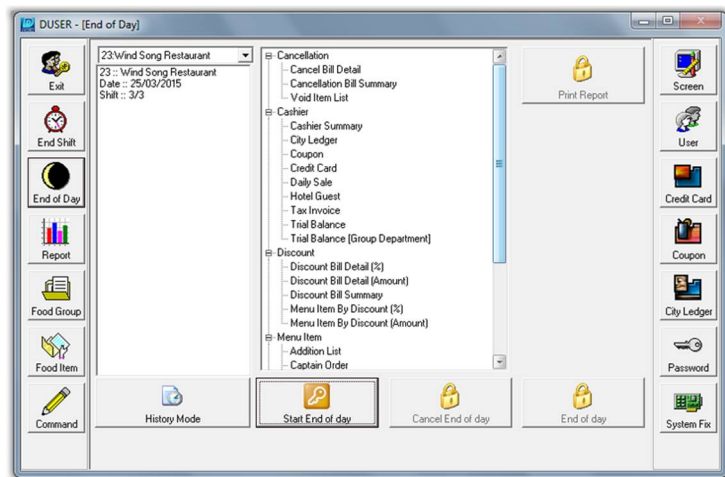 DUSER - [End of Day]
Exit
End Shift
End of Day
Report
Food Group
Food Item
Command
23:Wind Song Restaurant
23 :: Wind Song Restaurant
Date :: 25/03/2015
Shift :: 3/3
Cancellation
Cancel Bill Detail
Cancellation Bill Summary
Void Item List
Cashier
Cashier Summary
City Ledger
Coupon
Credit Card
Daily Sale
Hotel Guest
Tax Invoice
Trial Balance
Trial Balance [Group Department]
Discount
Discount Bill Detail (%)
Discount Bill Detail (Amount)
Discount Bill Summary
Menu Item By Discount (%)
Menu Item By Discount (Amount)
Menu Item
Addition List
Captain Order
Print Report
History Mode
Start End of day
Cancel End of day
End of day
Screen
User
Credit Card
Coupon
City Ledger
Password
System Fix